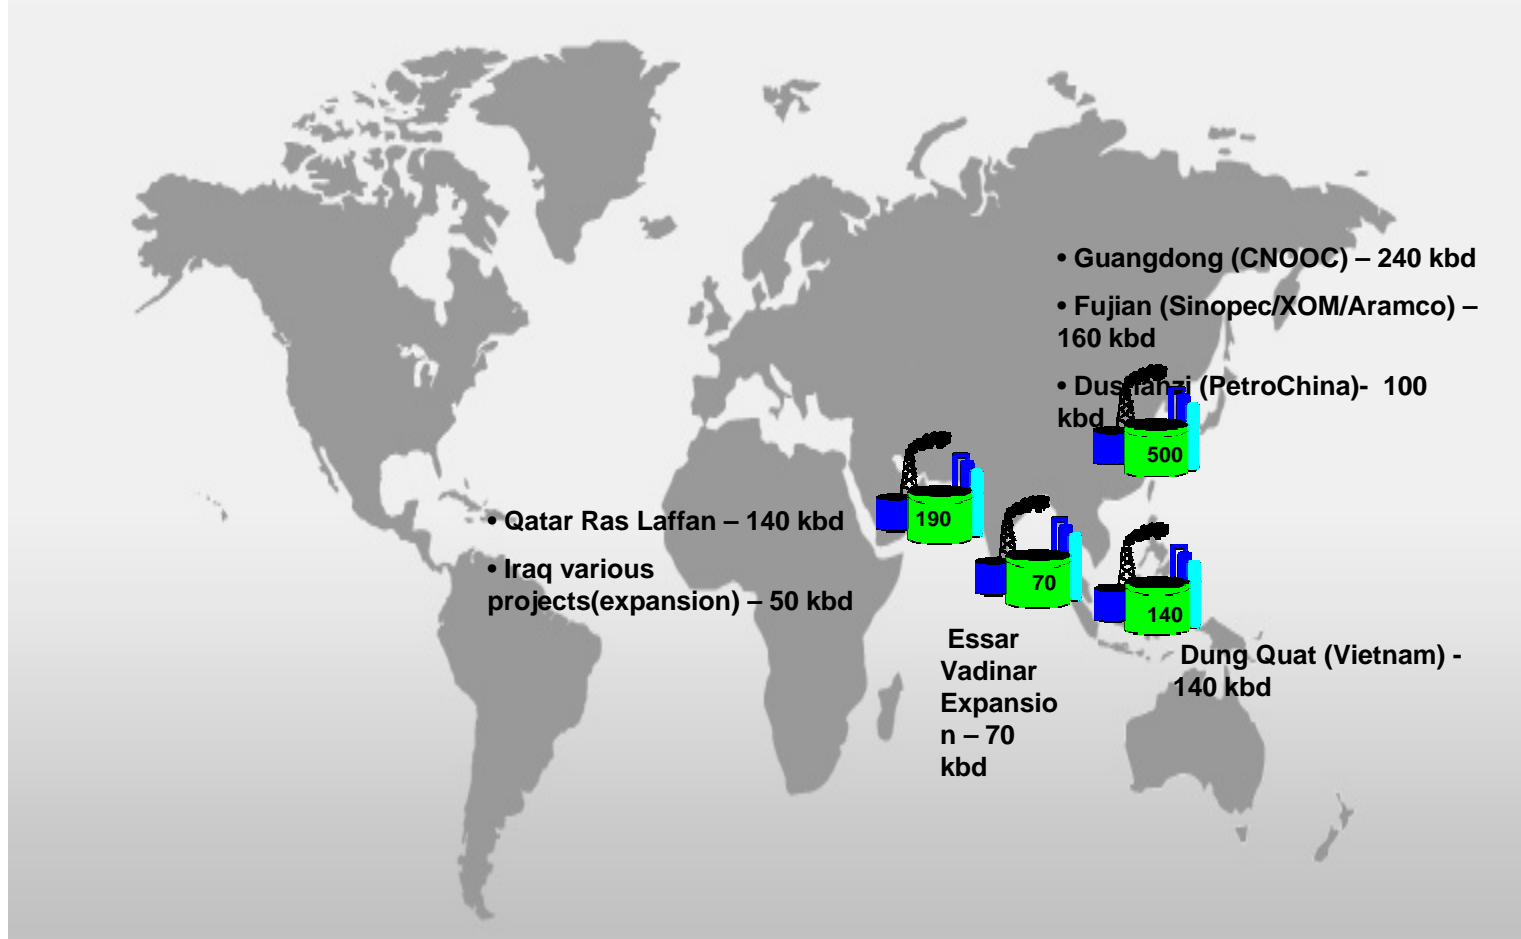 • Guangdong (CNOOC) – 240 kbd
• Fujian (Sinopec/XOM/Aramco) –
160 kbd
• Dushanzi (PetroChina)-  100
kbd
500
190
• Qatar Ras Laffan – 140 kbd
• Iraq various
projects(expansion) – 50 kbd
70
140
Essar
Vadinar
Expansio
n – 70
kbd
Dung Quat (Vietnam) -
140 kbd